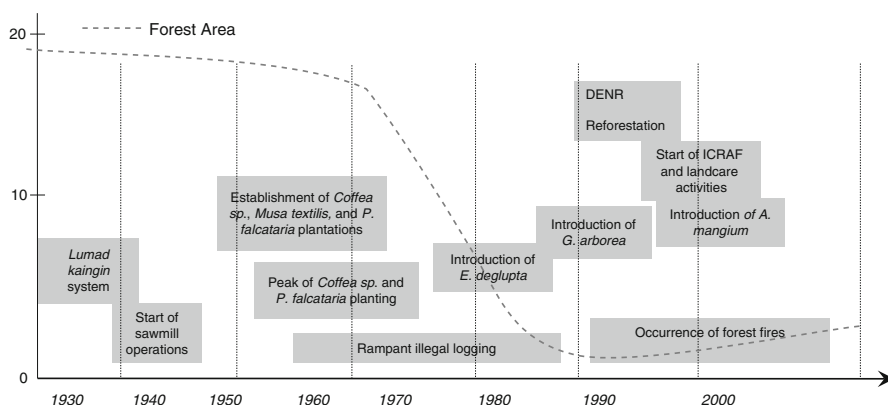 20
Forest Area
DENR
Reforestation
Start of ICRAF
and landcare
activities
10
Establishment of Coffea
sp., Musa textilis, and P.
falcataria plantations
Introduction of A.
mangium
Introduction of
G. arborea
Lumad
kaingin
system
Introduction of
E. deglupta
Peak of Coffea sp. and
P. falcataria planting
Start of
sawmill
operations
Rampant illegal logging
Occurrence of forest fires
0
1930 1940 1950 1960 1970 1980 1990 2000